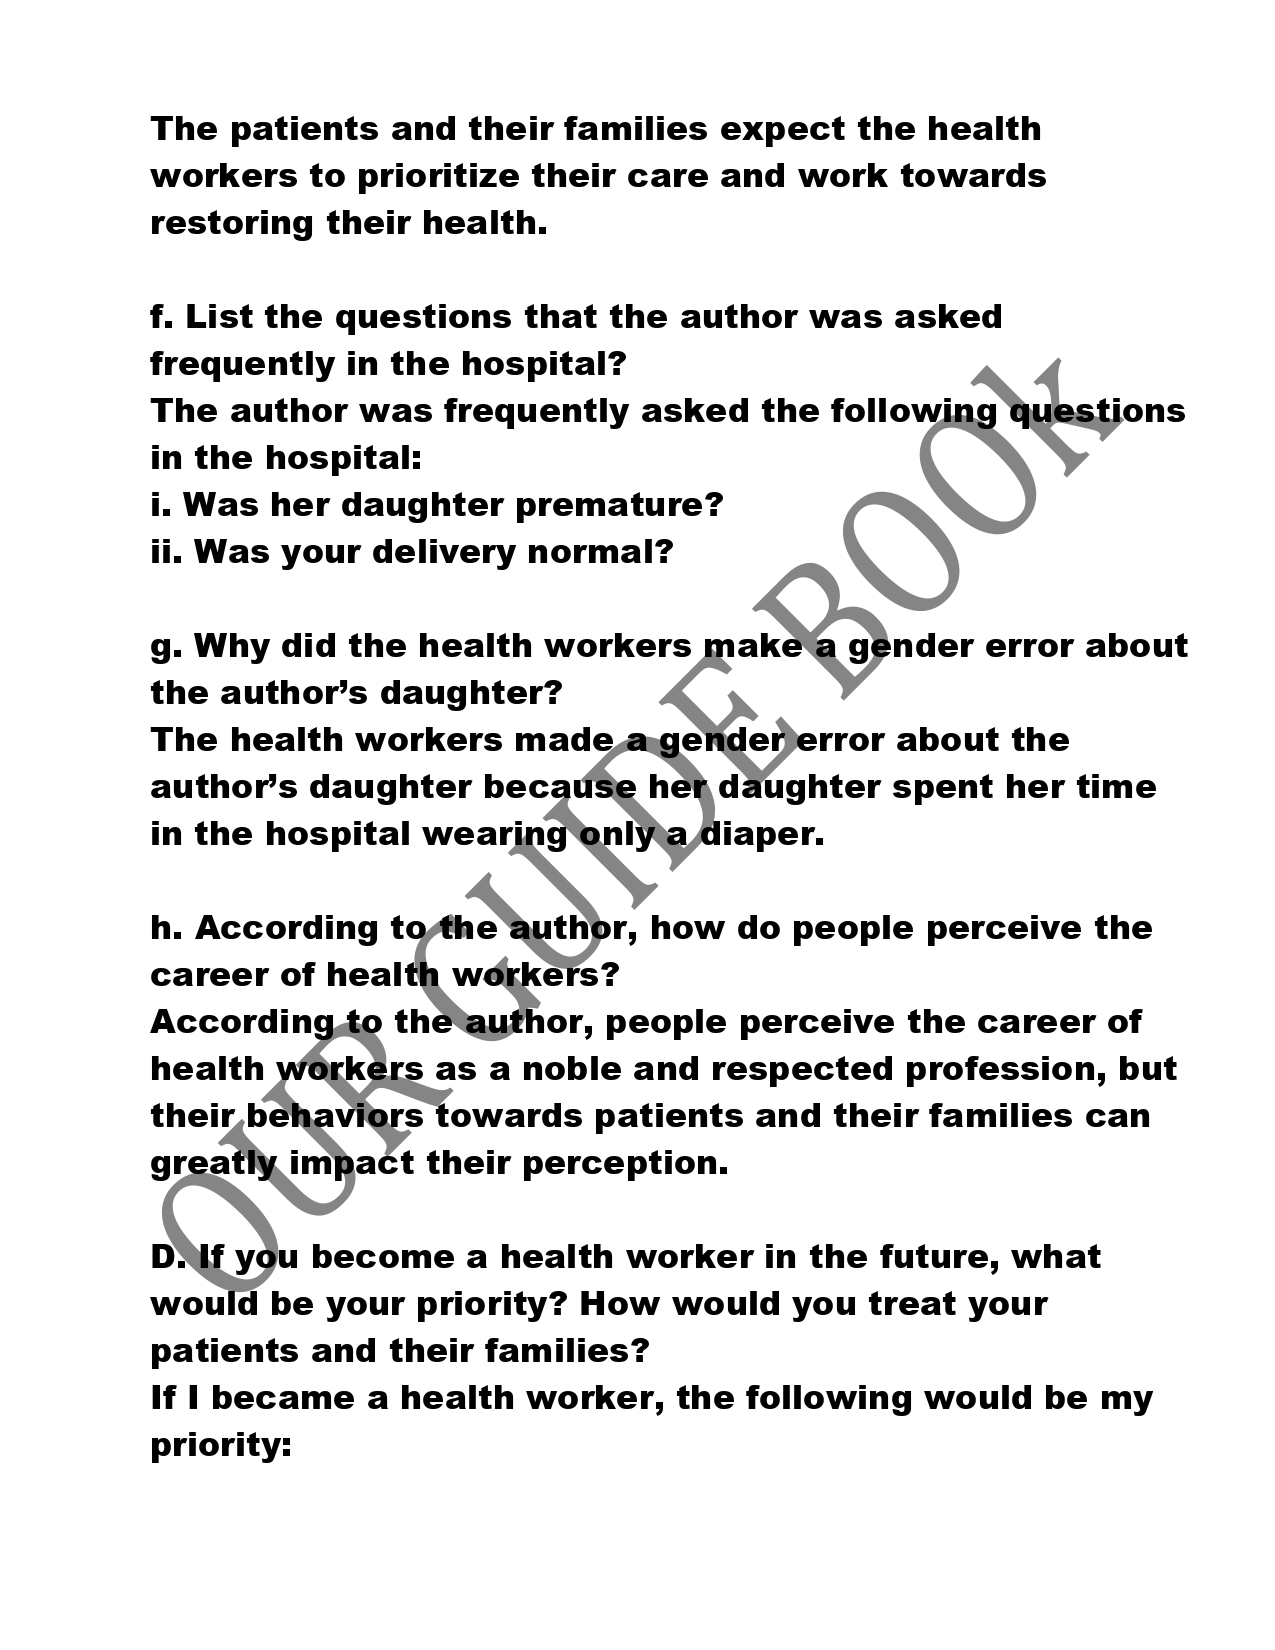 The patients and their families expect the health
workers to prioritize their care and work towards
restoring their health.
f. List the questions that the author was asked
frequently in the hospital?
The author was frequently asked the following questions
in the hospital:
i. Was her daughter premature?
ii. Was your delivery normal?
g. Why did the health workers make a gender error about
the author’s daughter?
The health workers made a gender error about the
author’s daughter because her daughter spent her time
in the hospital wearing only a diaper.
h. According to the author, how do people perceive the
career of health workers?
According to the author, people perceive the career of
health workers as a noble and respected profession, but
their behaviors towards patients and their families can
greatly impact their perception.
D. If you become a health worker in the future, what
would be your priority? How would you treat your
patients and their families?
If I became a health worker, the following would be my
priority:
OUR GUIDE BOOk